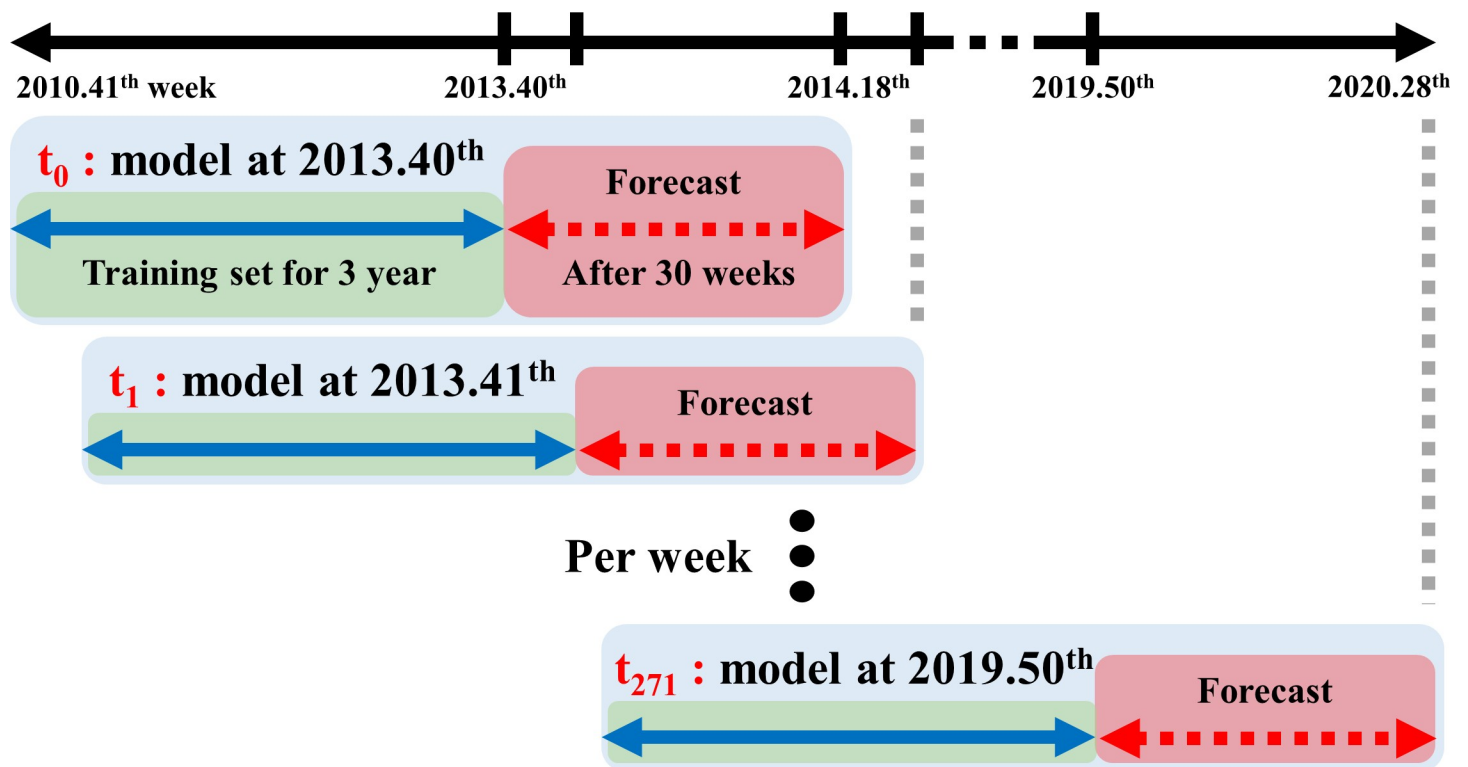 2010.41th week 2013.40th 2014.18th 2019.50th 2020.28th
t0 : model at 2013.40th
Forecast
Training set for 3 year
After 30 weeks
t1 : model at 2013.41th
Forecast
Per week
t271 : model at 2019.50th
Forecast